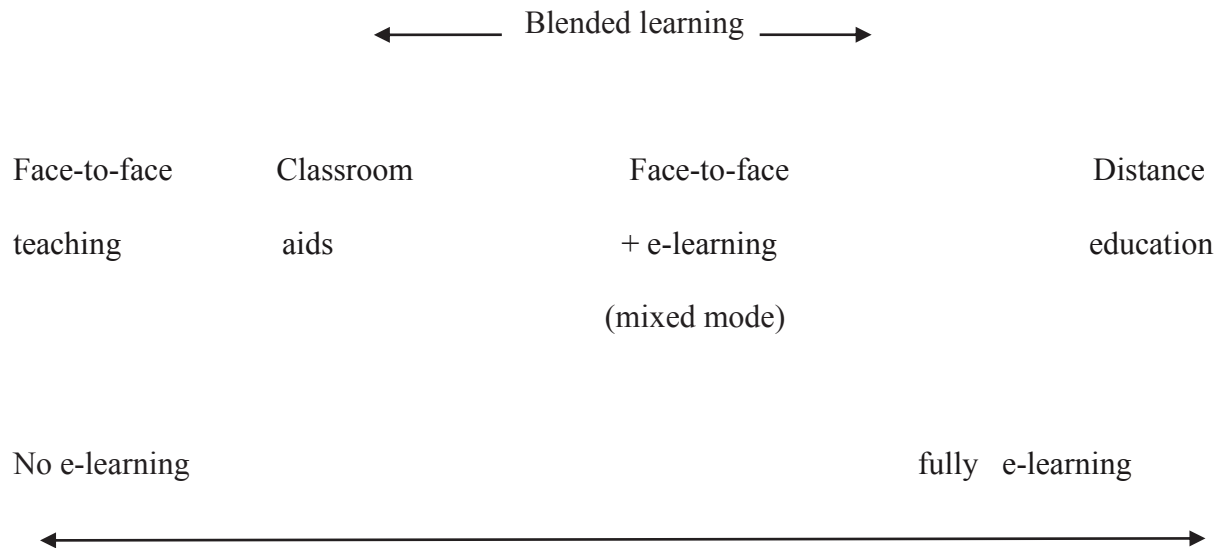 Blended learning
Face-to-face Classroom Face-to-face Distance
teaching aids + e-learning education
(mixed mode)
No e-learning fully e-learning